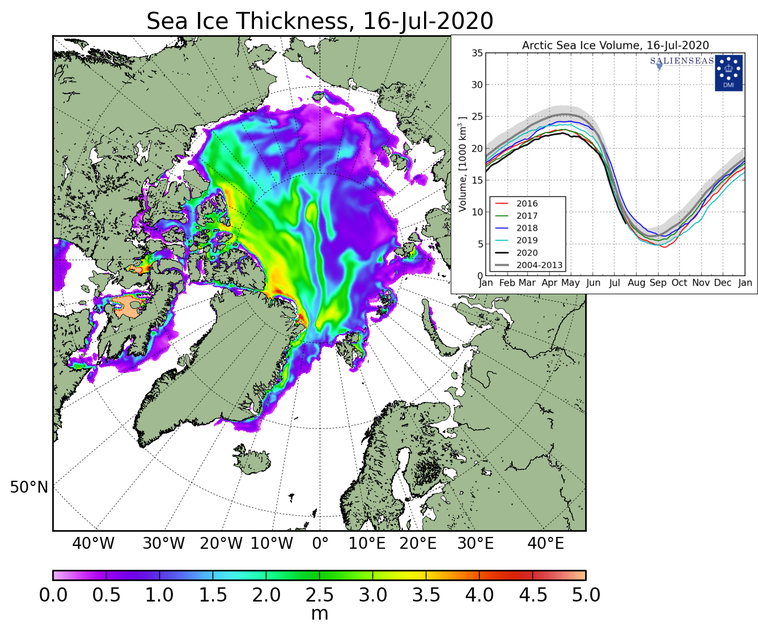 Sea Ice Thickness, 16-Jul-2020
Arctic Sea Ice Volume, 16-Jul-2020
SALIENSEAS
DMI
Volume, [1000 km³]
35
30
25
20
15
10
5
0
2016
2017
2018
2019
2020
2004-2013
Jan Feb Mar Apr May Jun Jul Aug Sep Oct Nov Dec Jan
50°N
40°W 30°W 20°W 10°W 0° 10°E 20°E 30°E 40°E
0.0 0.5 1.0 1.5 2.0 2.5 3.0 3.5 4.0 4.5 5.0
m